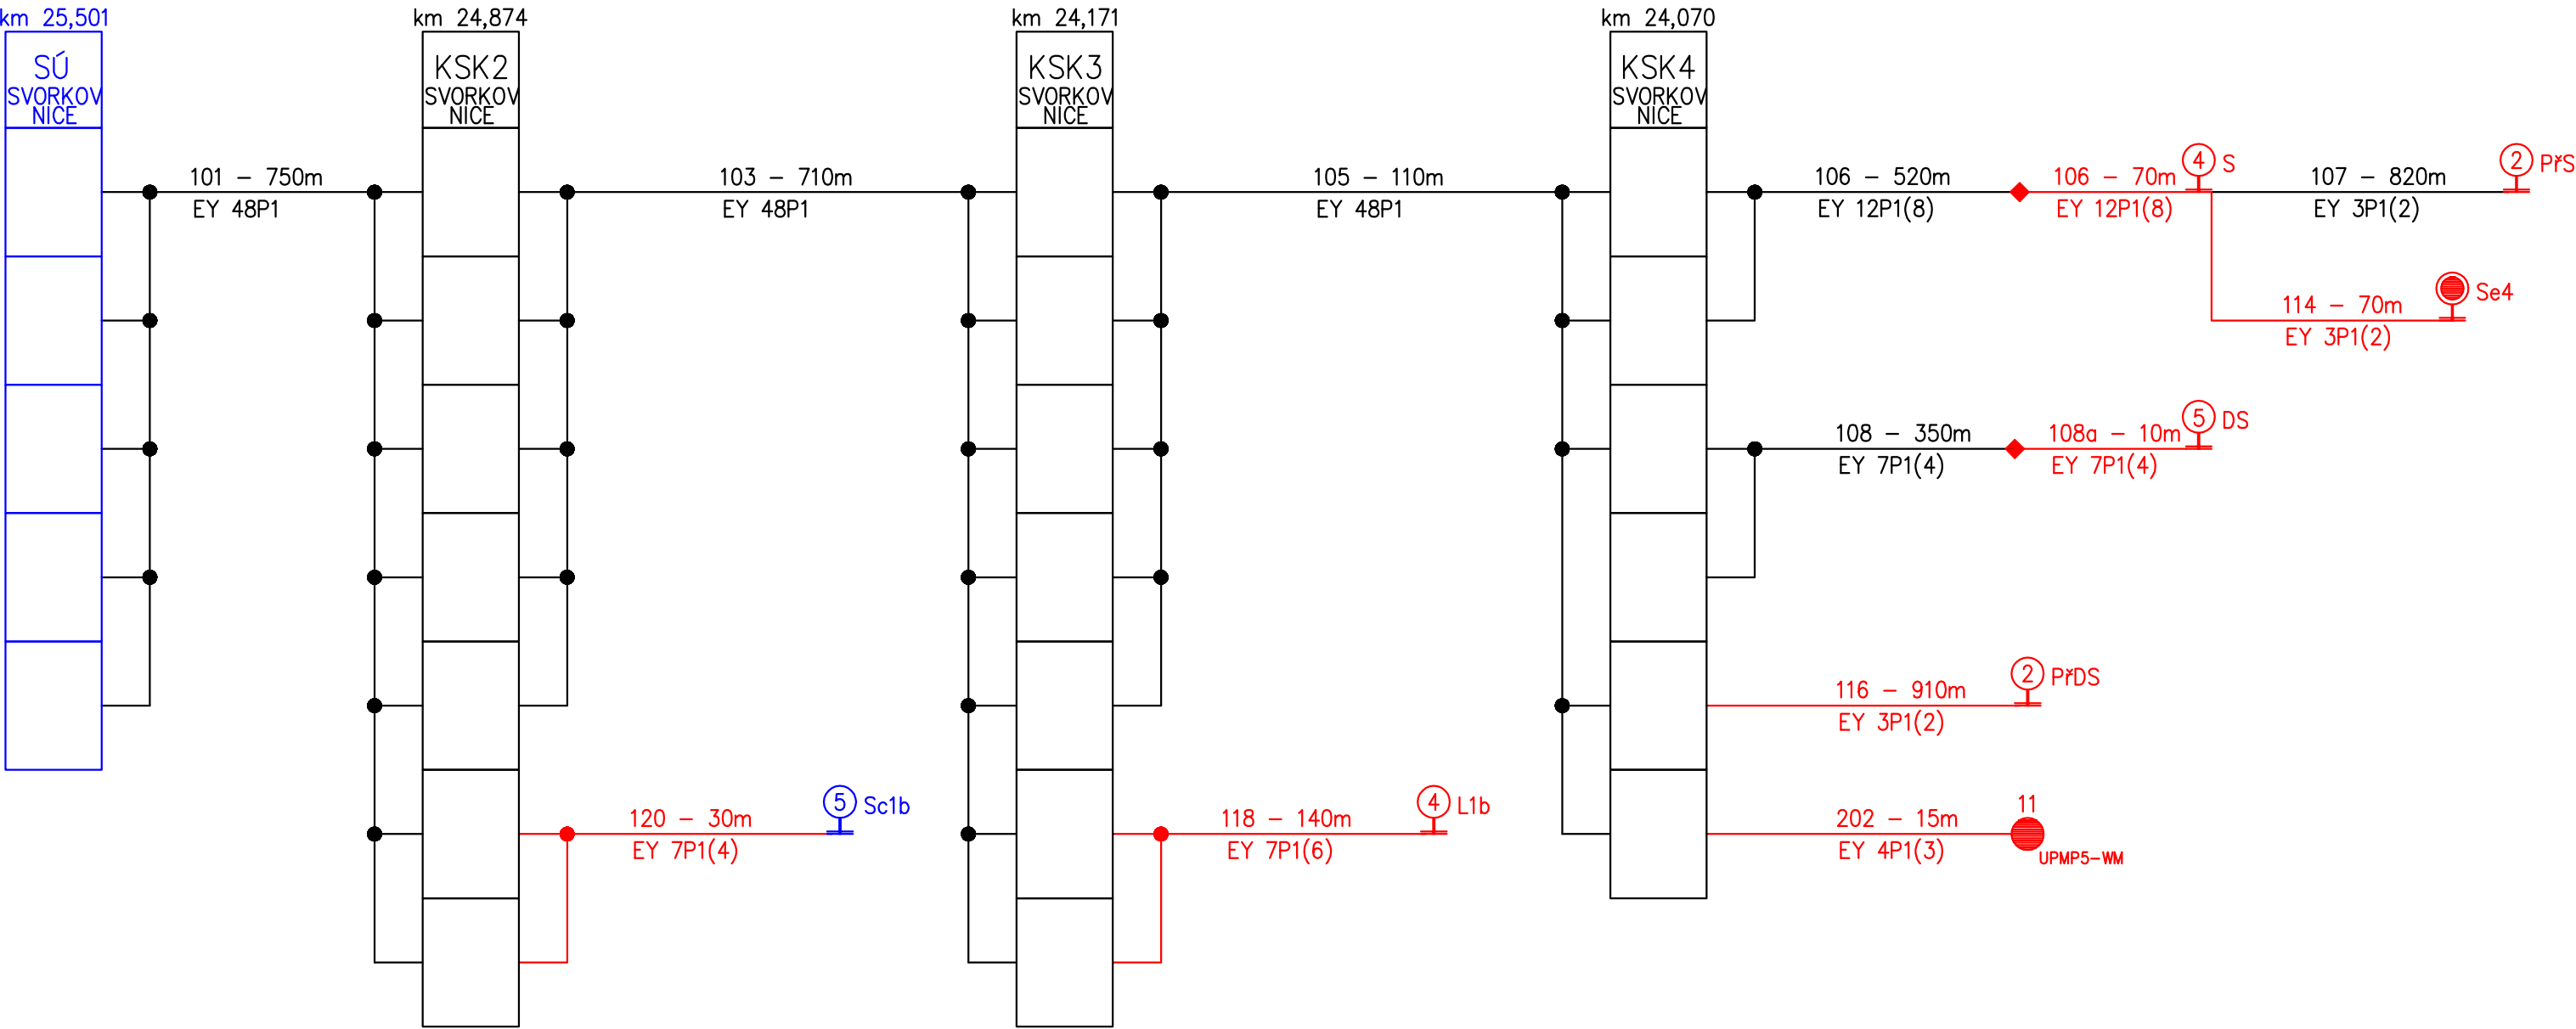 km 25,501
km 24,874
km 24,171
km 24,070
SÚ
SVORKOV
NICE
KSK2
SVORKOV
NICE
KSK3
SVORKOV
NICE
KSK4
SVORKOV
NICE
101 – 750m
EY 48P1
103 – 710m
EY 48P1
105 – 110m
EY 48P1
106 – 520m
EY 12P1(8)
106 – 70m
EY 12P1(8)
4 S
107 – 820m
EY 3P1(2)
2 PřS
114 – 70m
EY 3P1(2)
Se4
108 – 350m
EY 7P1(4)
108a – 10m
EY 7P1(4)
5 DS
116 – 910m
EY 3P1(2)
2 PřDS
120 – 30m
EY 7P1(4)
5 Sc1b
118 – 140m
EY 7P1(6)
4 L1b
202 – 15m
EY 4P1(3)
11
UPMP5-WM